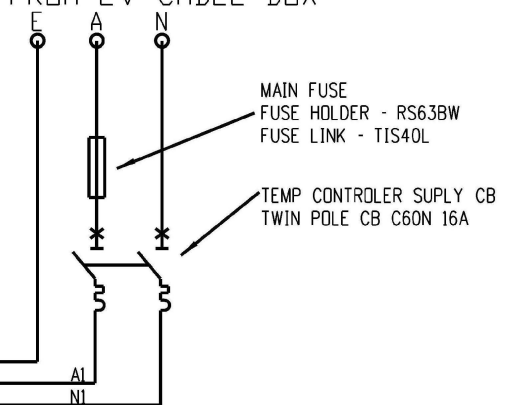 FROM LV CABLE BOX
E A N
MAIN FUSE
FUSE HOLDER - RS63BW
FUSE LINK - TIS40L
TEMP CONTROLER SUPLY CB
TWIN POLE CB C60N 16A
A1
N1